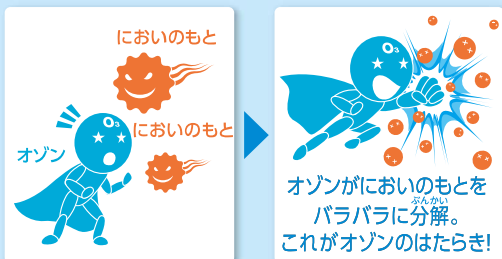 においのもと
O3
においのもと
オゾン
O3
オゾンがにおいのもとを
ぶんかい
バラバラに分解。
これがオゾンのはたらき!